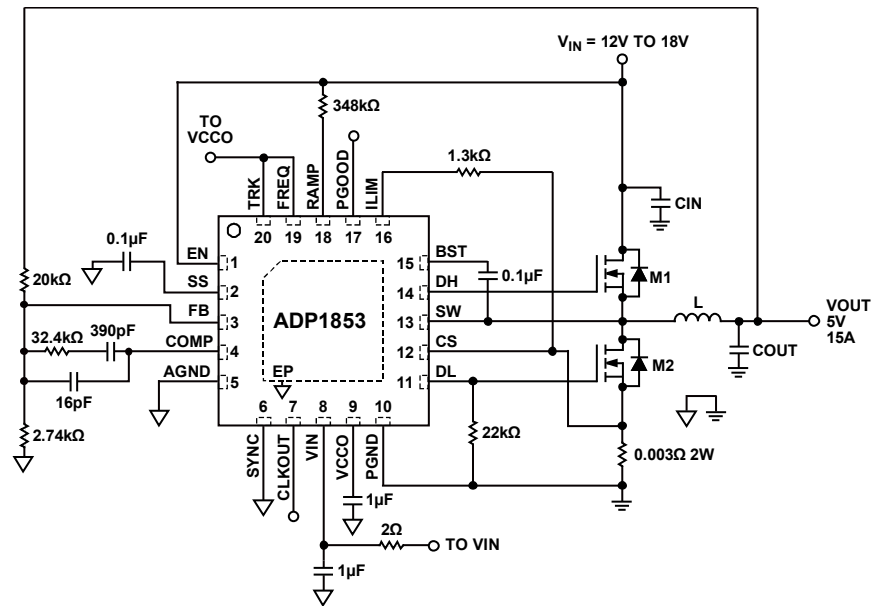 V_IN = 12V TO 18V
348kΩ
TO
VCCO
1.3kΩ
TRK
FREQ
RAMP
PGOOD
ILIM
CIN
20
19
18
17
16
0.1µF
EN
1
SS
2
FB
3
COMP
4
AGND
5
20kΩ
32.4kΩ
390pF
16pF
2.74kΩ
ADP1853
EP
15
BST
14
DH
13
SW
12
CS
11
DL
0.1µF
M1
L
VOUT
5V
15A
COUT
M2
6
7
8
9
10
SYNC
CLKOUT
VIN
VCCO
PGND
22kΩ
0.003Ω 2W
1µF
2Ω
TO VIN
1µF